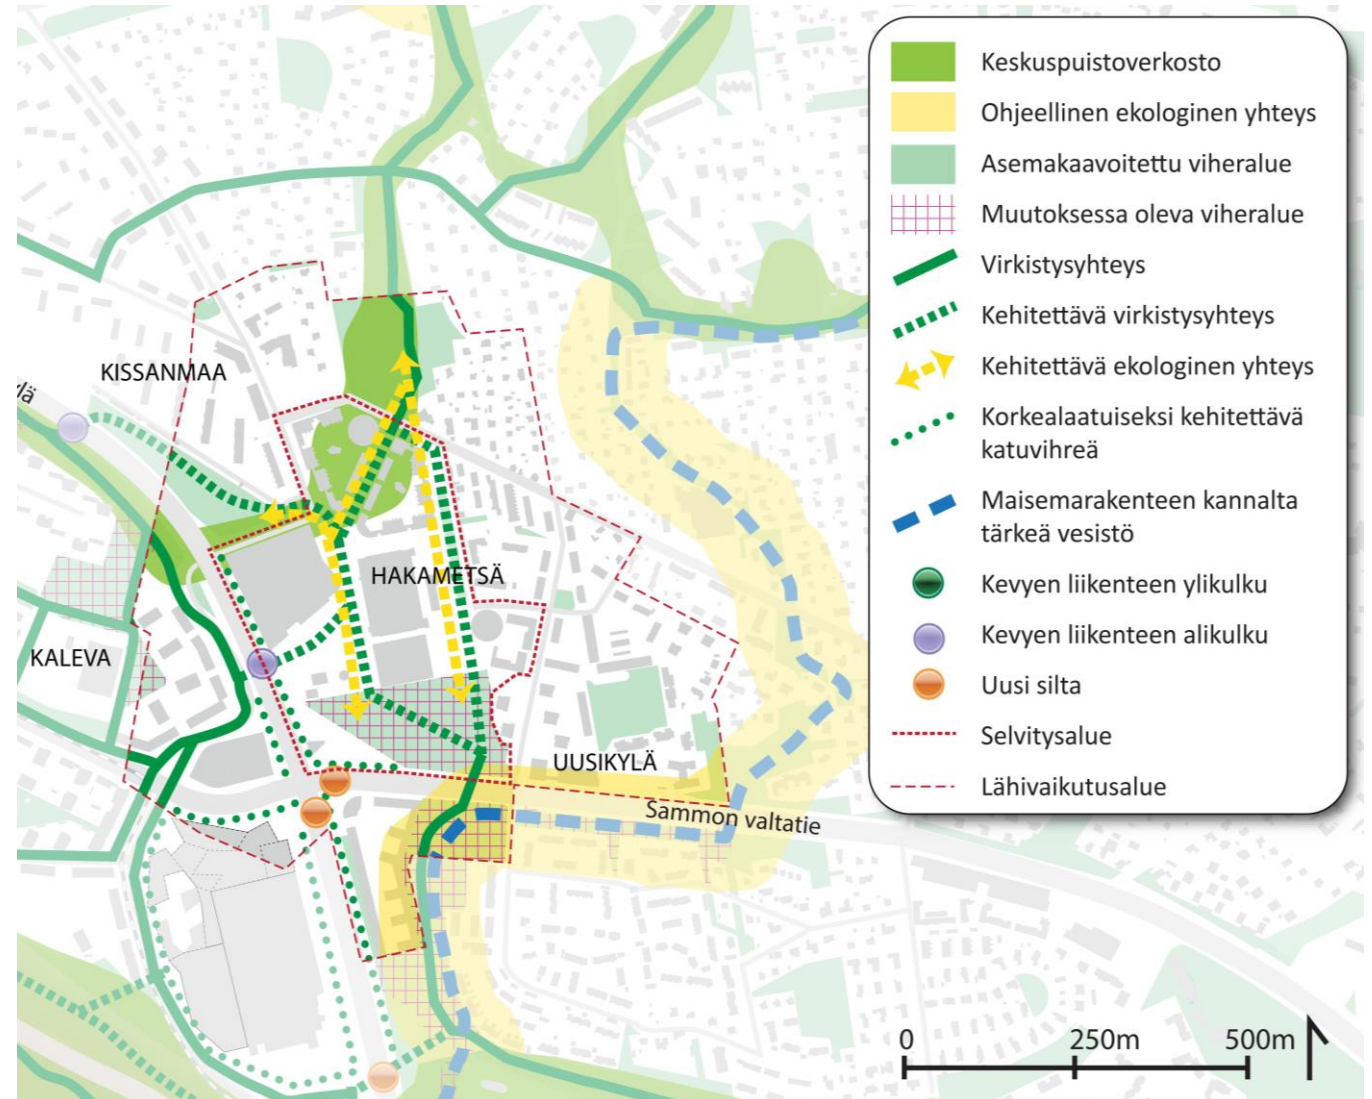 Keskuspuistoverkosto
Ohjeellinen ekologinen yhteys
Asemakaavoitettu viheralue
Muutoksessa oleva viheralue
Virkistysyhteys
Kehitettävä virkistysyhteys
Kehitettävä ekologinen yhteys
Korkealaatuiseksi kehitettävä
katuvihreä
Maisemarakenteen kannalta
tärkeä vesistö
Kevyen liikenteen ylikulku
Kevyen liikenteen alikulku
Uusi silta
Selvitysalue
Lähivaikutusalue
KISSANMAA
HAKAMETSÄ
KALEVA
UUSIKYLÄ
Sammon valtatie
0 250m 500m